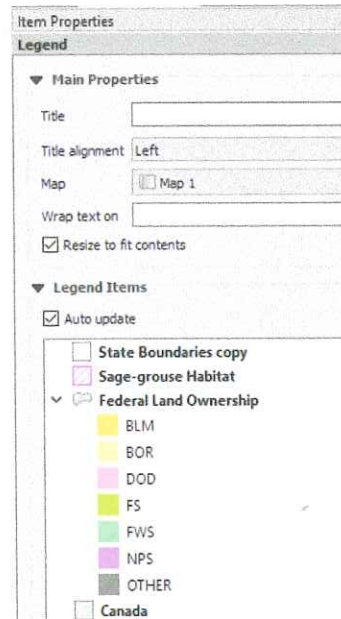 Item Properties
Legend
Main Properties
Title
Title alignment Left
Map Map 1
Wrap text on
Resize to fit contents
Legend Items
Auto update
State Boundaries copy
Sage-grouse Habitat
Federal Land Ownership
BLM
BOR
DOD
FS
FWS
NPS
OTHER
Canada